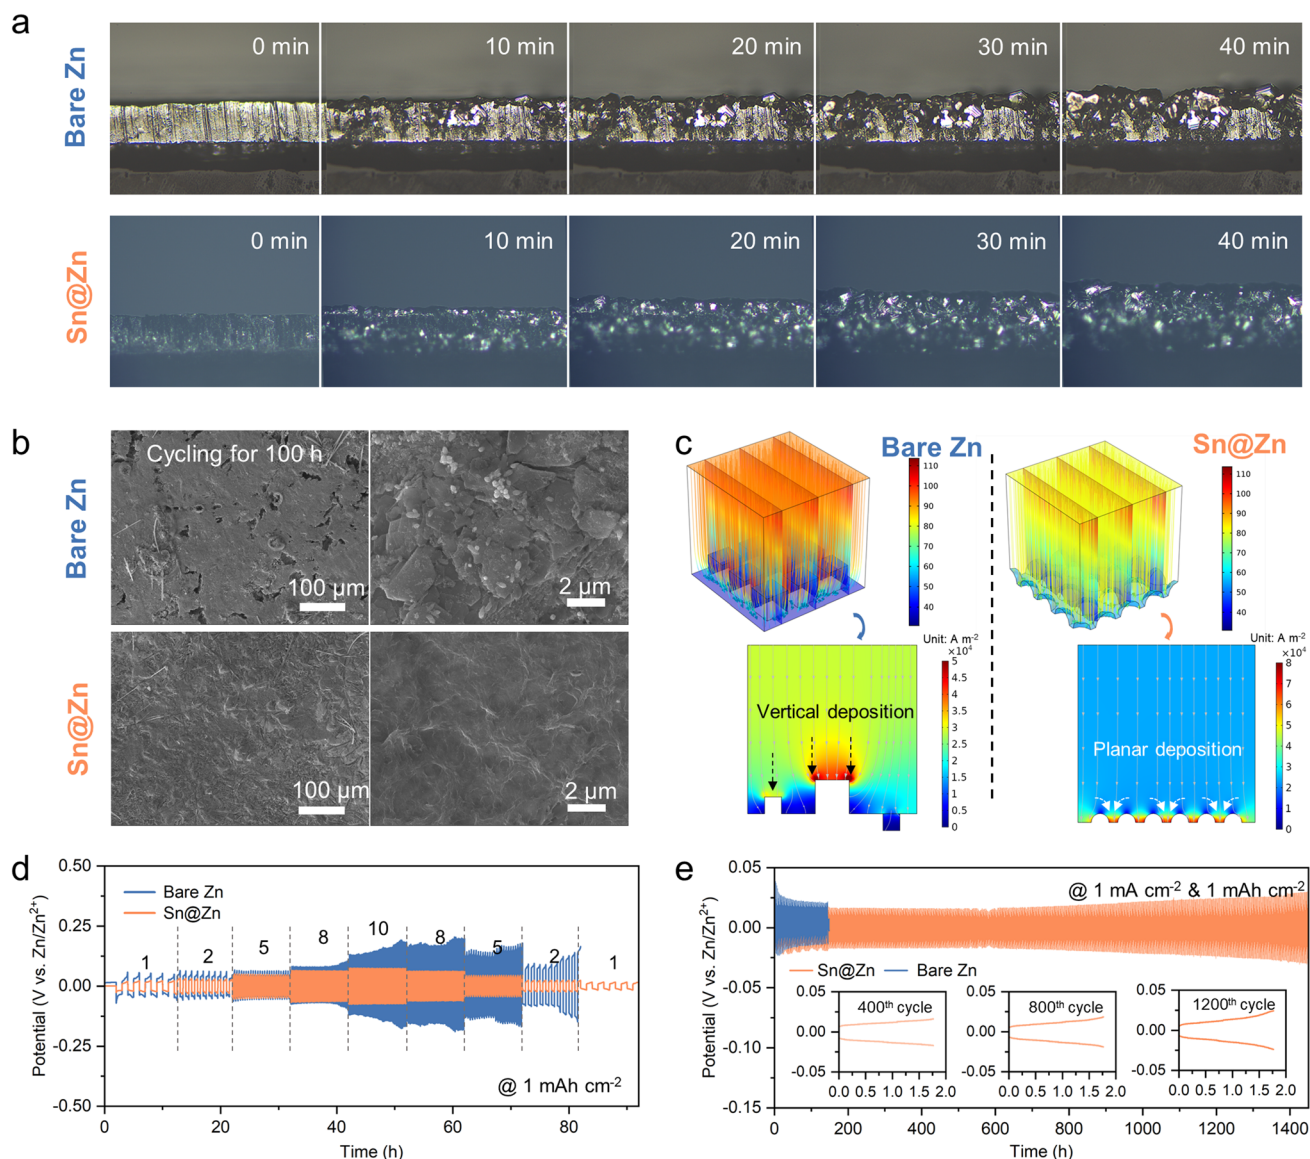 a
Bare Zn
0 min
10 min
20 min
30 min
40 min
Sn@Zn
0 min
10 min
20 min
30 min
40 min
b
Bare Zn
Cycling for 100 h
100 μm
2 μm
Sn@Zn
100 μm
2 μm
c
Bare Zn
110
100
90
80
70
60
50
40
Sn@Zn
110
100
90
80
70
60
50
40
Unit: A m⁻²
×10⁴
5
4.5
4
3.5
3
2.5
2
1.5
1
0.5
0
Vertical deposition
Unit: A m⁻²
×10⁴
8
7
6
5
4
3
2
1
0
Planar deposition
d
Potential (V vs. Zn/Zn²⁺)
0.50
0.25
0.00
-0.25
-0.50
Bare Zn
Sn@Zn
1
2
5
8
10
8
5
2
1
@ 1 mAh cm⁻²
0
20
40
60
80
Time (h)
e
Potential (V vs. Zn/Zn²⁺)
0.05
0.00
-0.05
-0.10
-0.15
@ 1 mA cm⁻² & 1 mAh cm⁻²
Sn@Zn
Bare Zn
0.05
0.00
-0.05
400th cycle
0.0 0.5 1.0 1.5 2.0
0.05
0.00
-0.05
800th cycle
0.0 0.5 1.0 1.5 2.0
0.05
0.00
-0.05
1200th cycle
0.0 0.5 1.0 1.5 2.0
0
200
400
600
800
1000
1200
1400
Time (h)